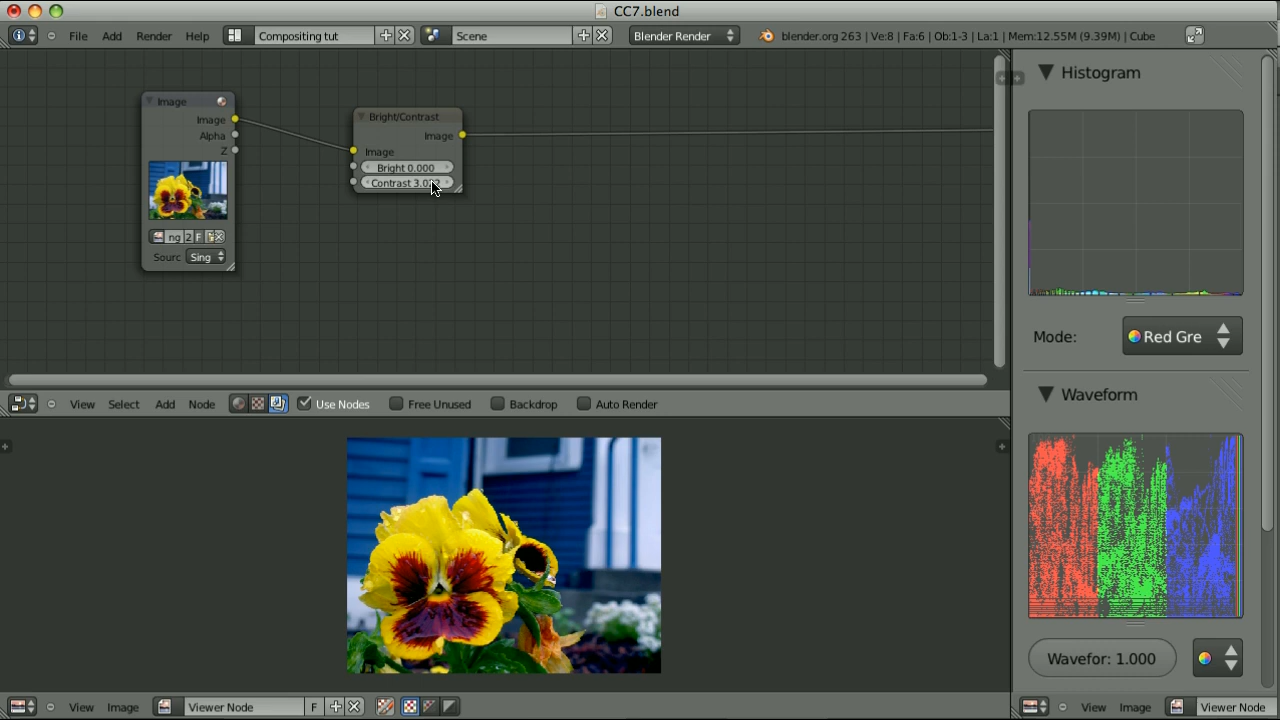 CC7.blend
File Add Render Help Compositing tut Scene Blender Render blender.org 263 | Ve:8 | Fa:6 | Ob:1-3 | La:1 | Mem:12.55M (9.39M) | Cube
Image
Image
Alpha
Z
ng 2 F
Sourc Sing
Bright/Contrast
Image
Image
Bright 0.000
Contrast
Histogram
Mode: Red Gre
Waveform
Wavefor: 1.000
View Select Add Node Use Nodes Free Unused Backdrop Auto Render
View Image Viewer Node F
View Image Viewer Node